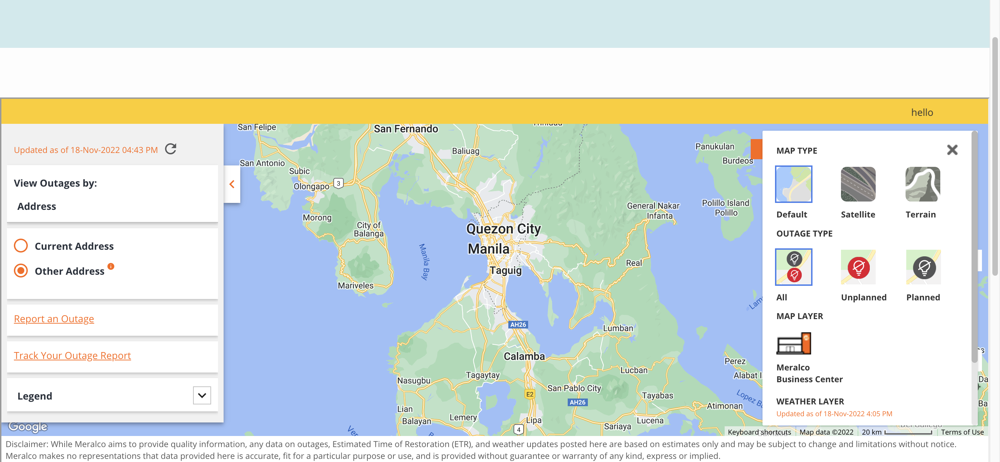 hello
Updated as of 18-Nov-2022 04:43 PM
View Outages by:
Address
Current Address
Other Address
Report an Outage
Track Your Outage Report
Legend
San Felipe
San Fernando
San Antonio
Subic
Olongapo
3
Baliuag
Morong
City of
Balanga
Mariveles
Manila Bay
Quezon City
Manila
Taguig
General Nakar
Infanta
Real
Panukulan
Burdeos
Polillo Island
Polillo
AH26
Lumban
Calamba
Lucban
Perez
Alabat
Nasugbu
Tagaytay
San Pablo City
E2
AH26
Tayabas
Lopez
Atimonan
Lian
Balayan
Lemery
Lipa
Lucena
Sariaya
4
MAP TYPE
Default
Satellite
Terrain
OUTAGE TYPE
All
Unplanned
Planned
MAP LAYER
Meralco
Business Center
WEATHER LAYER
Updated as of 18-Nov-2022 4:05 PM
Google
Keyboard shortcuts
Map data ©2022
20 km
Terms of Use
Disclaimer: While Meralco aims to provide quality information, any data on outages, Estimated Time of Restoration (ETR), and weather updates posted here are based on estimates only and may be subject to change and limitations without notice.
Meralco makes no representations that data provided here is accurate, fit for a particular purpose or use, and is provided without guarantee or warranty of any kind, express or implied.